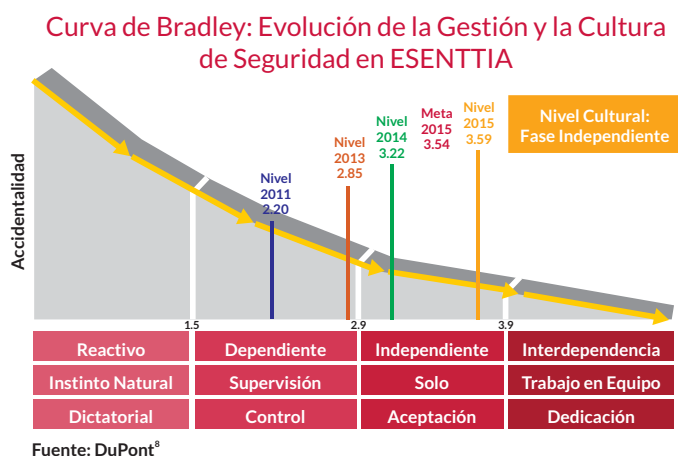 Curva de Bradley: Evolución de la Gestión y la Cultura
de Seguridad en ESENTTIA
Nivel
2011
2.20
Nivel
2013
2.85
Nivel
2014
3.22
Meta
2015
3.54
Nivel
2015
3.59
Nivel Cultural:
Fase Independiente
Accidentalidad
1.5
2.9
3.9
Reactivo
Dependiente
Independiente
Interdependencia
Instinto Natural
Supervisión
Solo
Trabajo en Equipo
Dictatorial
Control
Aceptación
Dedicación
Fuente: DuPont⁸